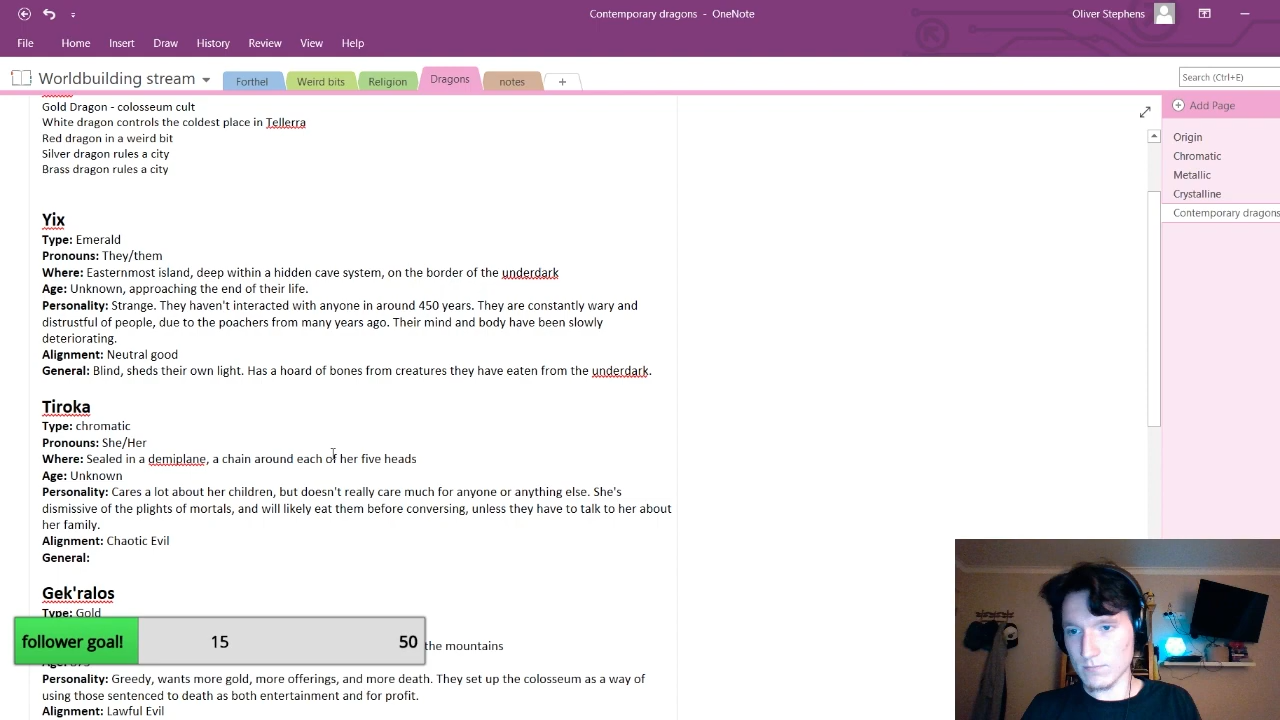 Contemporary dragons - OneNote
Oliver Stephens
File Home Insert Draw History Review View Help
Worldbuilding stream
Forthel Weird bits Religion Dragons notes
Search (Ctrl+E)
Add Page
Origin
Chromatic
Metallic
Crystalline
Contemporary dragons
Gold Dragon - colosseum cult
White dragon controls the coldest place in Tellerra
Red dragon in a weird bit
Silver dragon rules a city
Brass dragon rules a city
Yix
Type: Emerald
Pronouns: They/them
Where: Easternmost island, deep within a hidden cave system, on the border of the underdark
Age: Unknown, approaching the end of their life.
Personality: Strange. They haven't interacted with anyone in around 450 years. They are constantly wary and
distrustful of people, due to the poachers from many years ago. Their mind and body have been slowly
deteriorating.
Alignment: Neutral good
General: Blind, sheds their own light. Has a hoard of bones from creatures they have eaten from the underdark.
Tiroka
Type: chromatic
Pronouns: She/Her
Where: Sealed in a demiplane, a chain around each of her five heads
Age: Unknown
Personality: Cares a lot about her children, but doesn't really care much for anyone or anything else. She's
dismissive of the plights of mortals, and will likely eat them before conversing, unless they have to talk to her about
her family.
Alignment: Chaotic Evil
General:
Gek'ralos
Type: Gold
the mountains
follower goal! 15 50
Personality: Greedy, wants more gold, more offerings, and more death. They set up the colosseum as a way of
using those sentenced to death as both entertainment and for profit.
Alignment: Lawful Evil